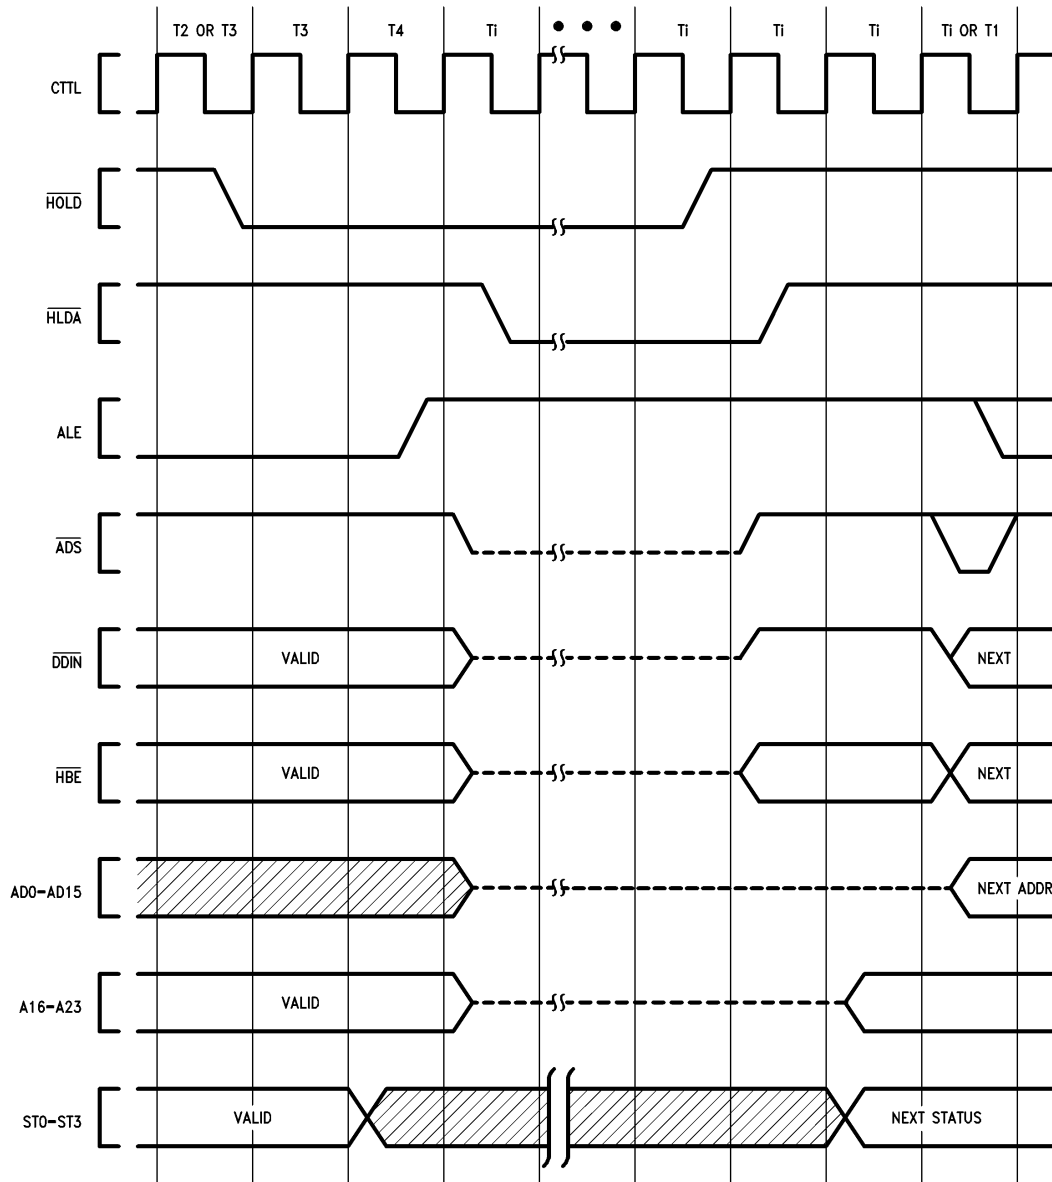 T2 OR T3 T3 T4 Ti • • • Ti Ti Ti Ti OR T1
CTTL
HOLD
HLDA
ALE
ADS
DDIN VALID NEXT
HBE VALID NEXT
AD0-AD15 NEXT ADDR
A16-A23 VALID
ST0-ST3 VALID NEXT STATUS